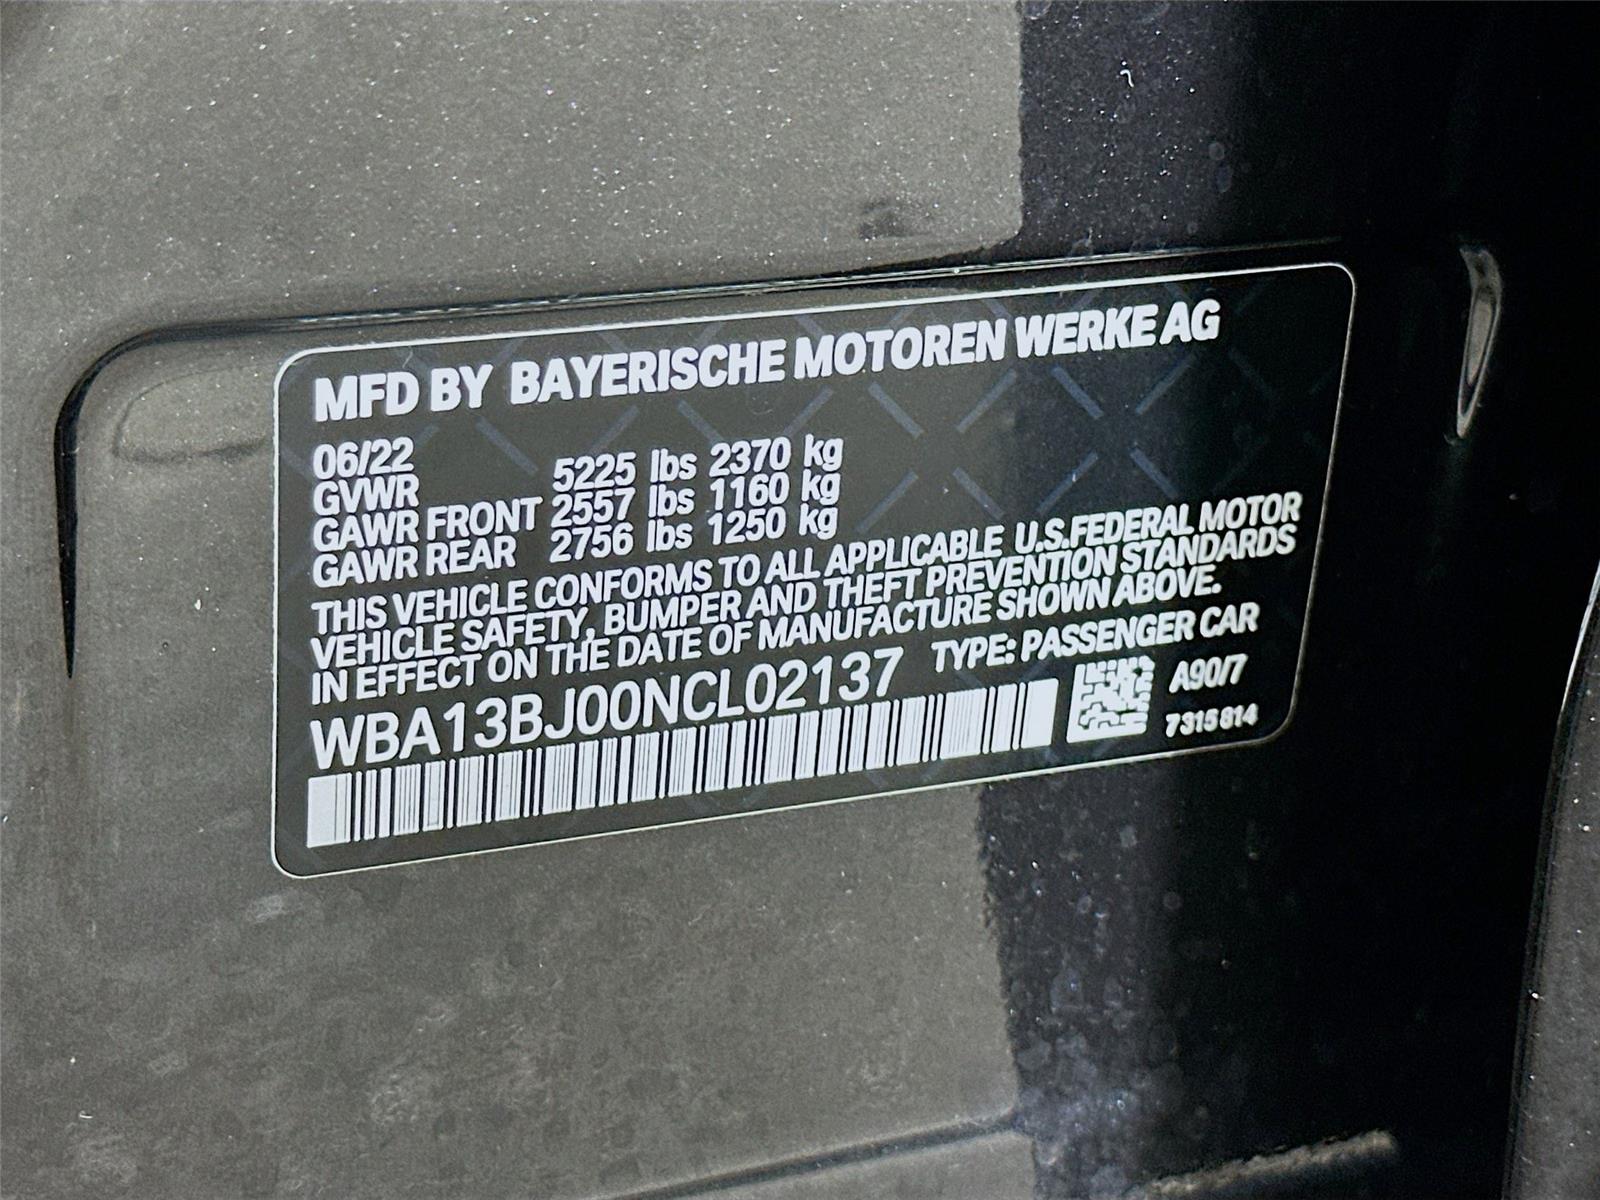 MFD BY BAYERISCHE MOTOREN WERKE AG
06/22
GVWR 5225 lbs 2370 kg
GAWR FRONT 2557 lbs 1160 kg
GAWR REAR 2756 lbs 1250 kg
THIS VEHICLE CONFORMS TO ALL APPLICABLE U.S.FEDERAL MOTOR
VEHICLE SAFETY, BUMPER AND THEFT PREVENTION STANDARDS
IN EFFECT ON THE DATE OF MANUFACTURE SHOWN ABOVE.
WBA13BJ00NCL02137 TYPE: PASSENGER CAR
A90/7
7315814